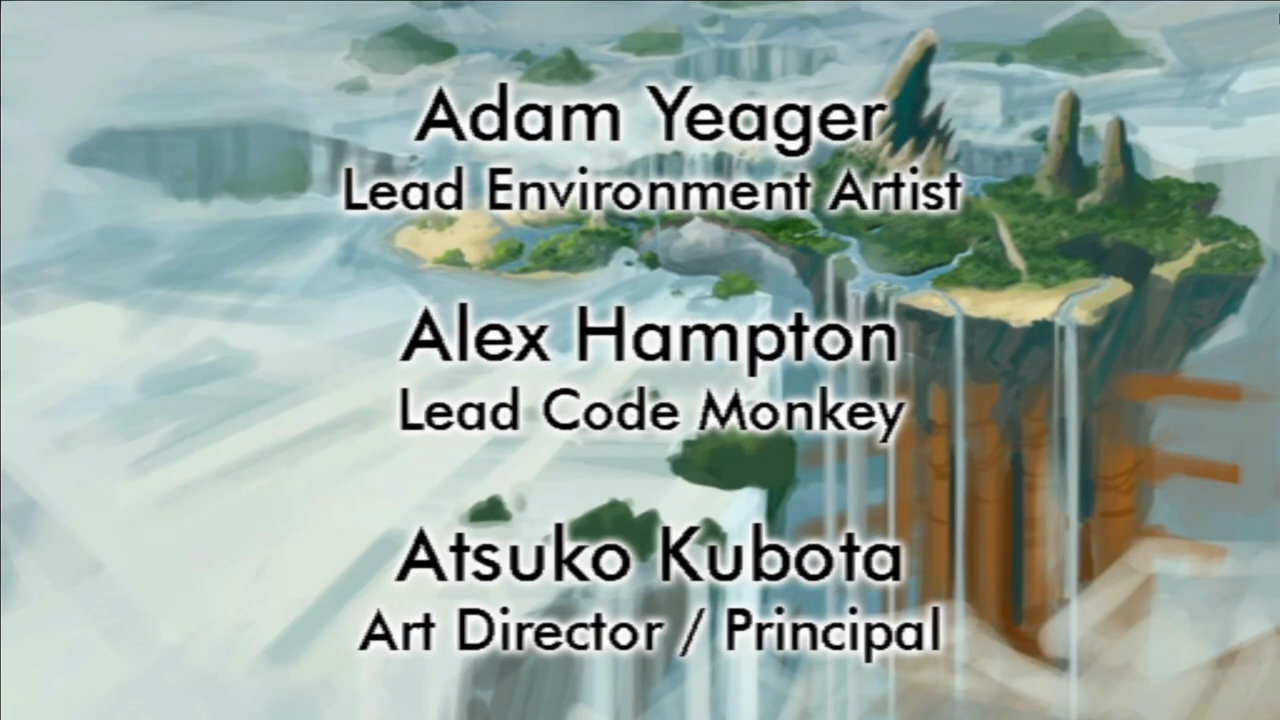 Adam Yeager
Lead Environment Artist
Alex Hampton
Lead Code Monkey
Atsuko Kubota
Art Director / Principal